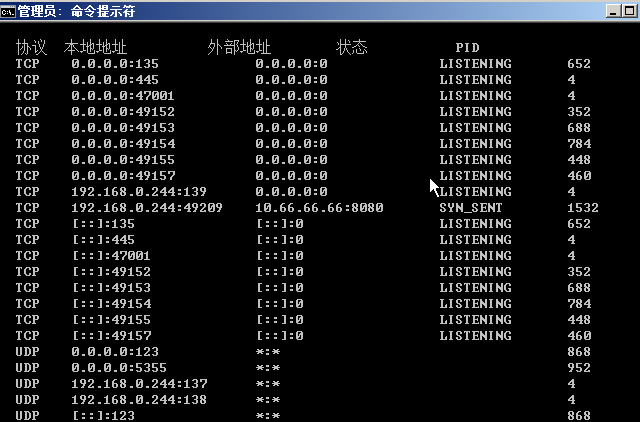 管理员: 命令提示符
协议 本地地址 外部地址 状态 PID
TCP 0.0.0.0:135 0.0.0.0:0 LISTENING 652
TCP 0.0.0.0:445 0.0.0.0:0 LISTENING 4
TCP 0.0.0.0:47001 0.0.0.0:0 LISTENING 4
TCP 0.0.0.0:49152 0.0.0.0:0 LISTENING 352
TCP 0.0.0.0:49153 0.0.0.0:0 LISTENING 688
TCP 0.0.0.0:49154 0.0.0.0:0 LISTENING 784
TCP 0.0.0.0:49155 0.0.0.0:0 LISTENING 448
TCP 0.0.0.0:49157 0.0.0.0:0 LISTENING 460
TCP 192.168.0.244:139 0.0.0.0:0 LISTENING 4
TCP 192.168.0.244:49209 10.66.66.66:8080 SYN_SENT 1532
TCP [::]:135 [::]:0 LISTENING 652
TCP [::]:445 [::]:0 LISTENING 4
TCP [::]:47001 [::]:0 LISTENING 4
TCP [::]:49152 [::]:0 LISTENING 352
TCP [::]:49153 [::]:0 LISTENING 688
TCP [::]:49154 [::]:0 LISTENING 784
TCP [::]:49155 [::]:0 LISTENING 448
TCP [::]:49157 [::]:0 LISTENING 460
UDP 0.0.0.0:123 *:* 868
UDP 0.0.0.0:5355 *:* 952
UDP 192.168.0.244:137 *:* 4
UDP 192.168.0.244:138 *:* 4
UDP [::]:123 *:* 868